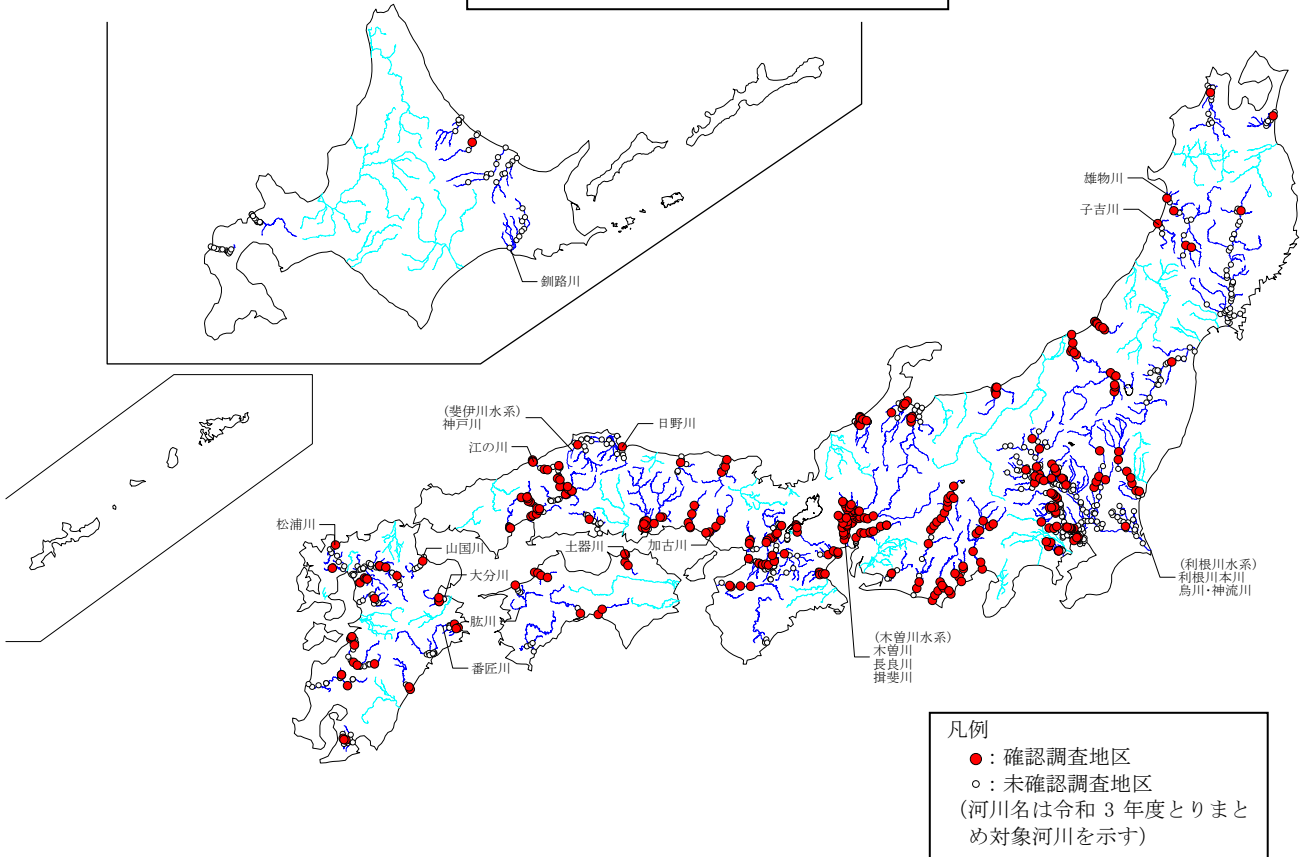 雄物川
子吉川
釧路川
(斐伊川水系)
神戸川
日野川
江の川
松浦川
山国川
土器川
加古川
大分川
肱川
番匠川
(利根川水系)
利根川本川
烏川・神流川
(木曽川水系)
木曽川
長良川
揖斐川
凡例
●：確認調査地区
○：未確認調査地区
(河川名は令和 3 年度とりまと
め対象河川を示す)